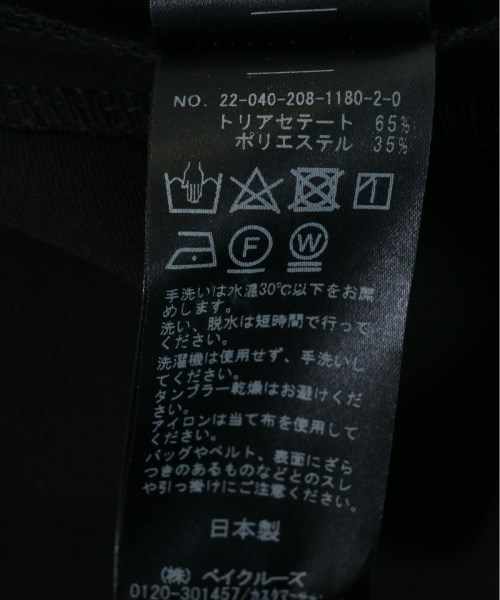 NO. 22-040-208-1180-2-0
トリアセテート 65%
ポリエステル 35%
F W
手洗いは水温30℃以下をお薦
めします。
洗い、脱水は短時間で行って
ください。
洗濯機は使用せず、手洗いし
てください。
タンブラー乾燥はお避けくだ
さい。
アイロンは当て布を使用して
ください。
バッグやベルト、表面にざら
つきのあるものなどとのスレ
や引っ掛けにご注意ください。
日本製
(株) ベイクルーズ
0120-301457/カスタマー